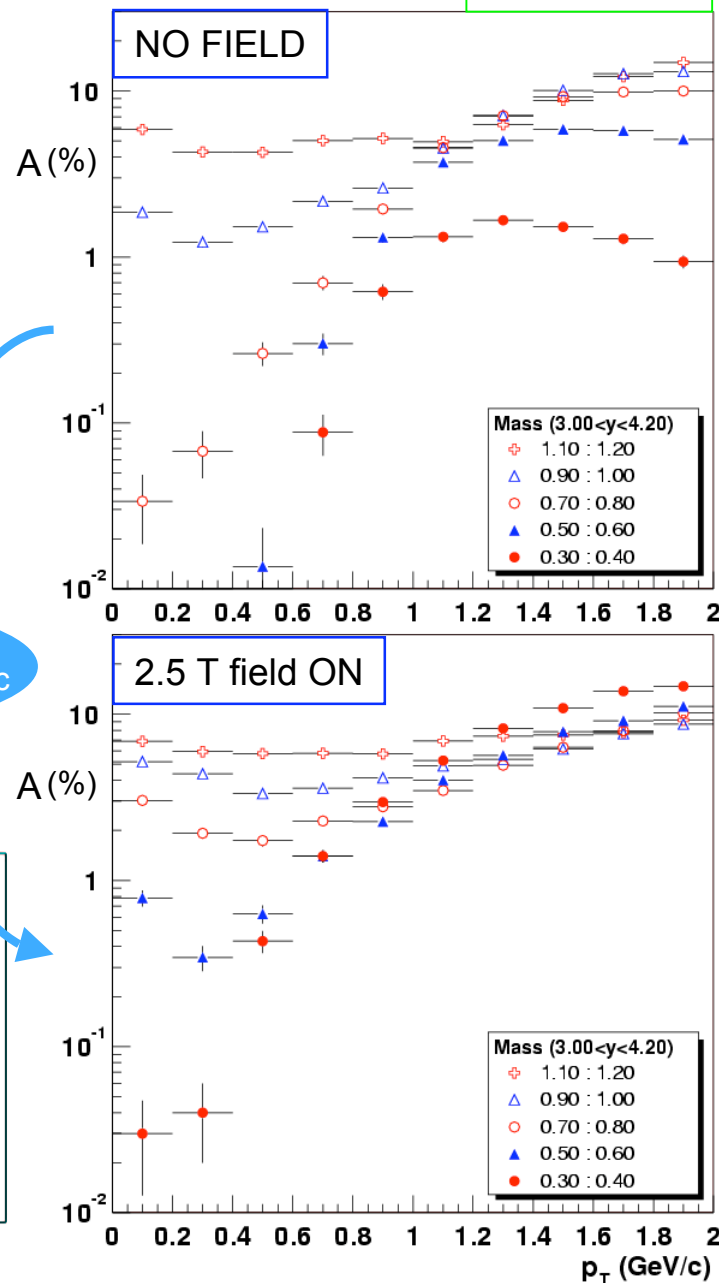 NO FIELD
A (%)
10
1
10-1
10-2
Mass (3.00<y<4.20)
1.10 : 1.20
0.90 : 1.00
0.70 : 0.80
0.50 : 0.60
0.30 : 0.40
0 0.2 0.4 0.6 0.8 1 1.2 1.4 1.6 1.8 2
c
2.5 T field ON
A (%)
10
1
10-1
10-2
Mass (3.00<y<4.20)
1.10 : 1.20
0.90 : 1.00
0.70 : 0.80
0.50 : 0.60
0.30 : 0.40
0 0.2 0.4 0.6 0.8 1 1.2 1.4 1.6 1.8 2
pT (GeV/c)